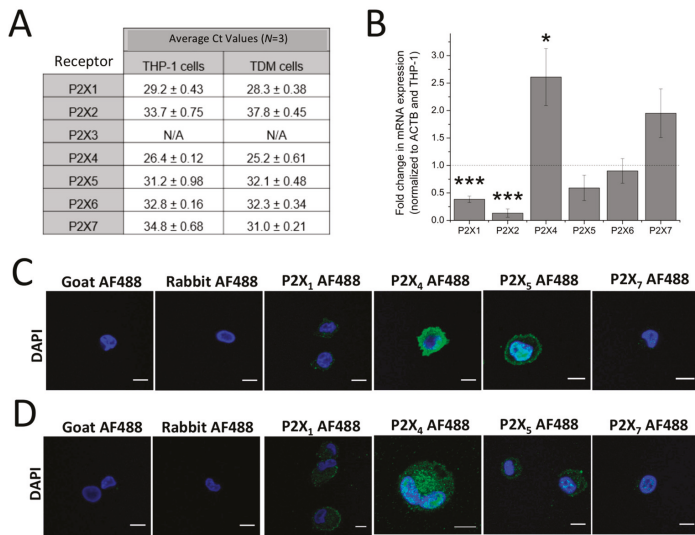 A
Average Ct Values (N=3)
Receptor THP-1 cells TDM cells
P2X1 29.2 ± 0.43 28.3 ± 0.38
P2X2 33.7 ± 0.75 37.8 ± 0.45
P2X3 N/A N/A
P2X4 26.4 ± 0.12 25.2 ± 0.61
P2X5 31.2 ± 0.98 32.1 ± 0.48
P2X6 32.8 ± 0.16 32.3 ± 0.34
P2X7 34.8 ± 0.68 31.0 ± 0.21
B
Fold change in mRNA expression
(normalized to ACTB and THP-1)
3.0
2.5
2.0
1.5
1.0
0.5
0.0
***
***
*
P2X1 P2X2 P2X4 P2X5 P2X6 P2X7
C
Goat AF488 Rabbit AF488 P2X₁ AF488 P2X₄ AF488 P2X₅ AF488 P2X₇ AF488
DAPI
D
Goat AF488 Rabbit AF488 P2X₁ AF488 P2X₄ AF488 P2X₅ AF488 P2X₇ AF488
DAPI